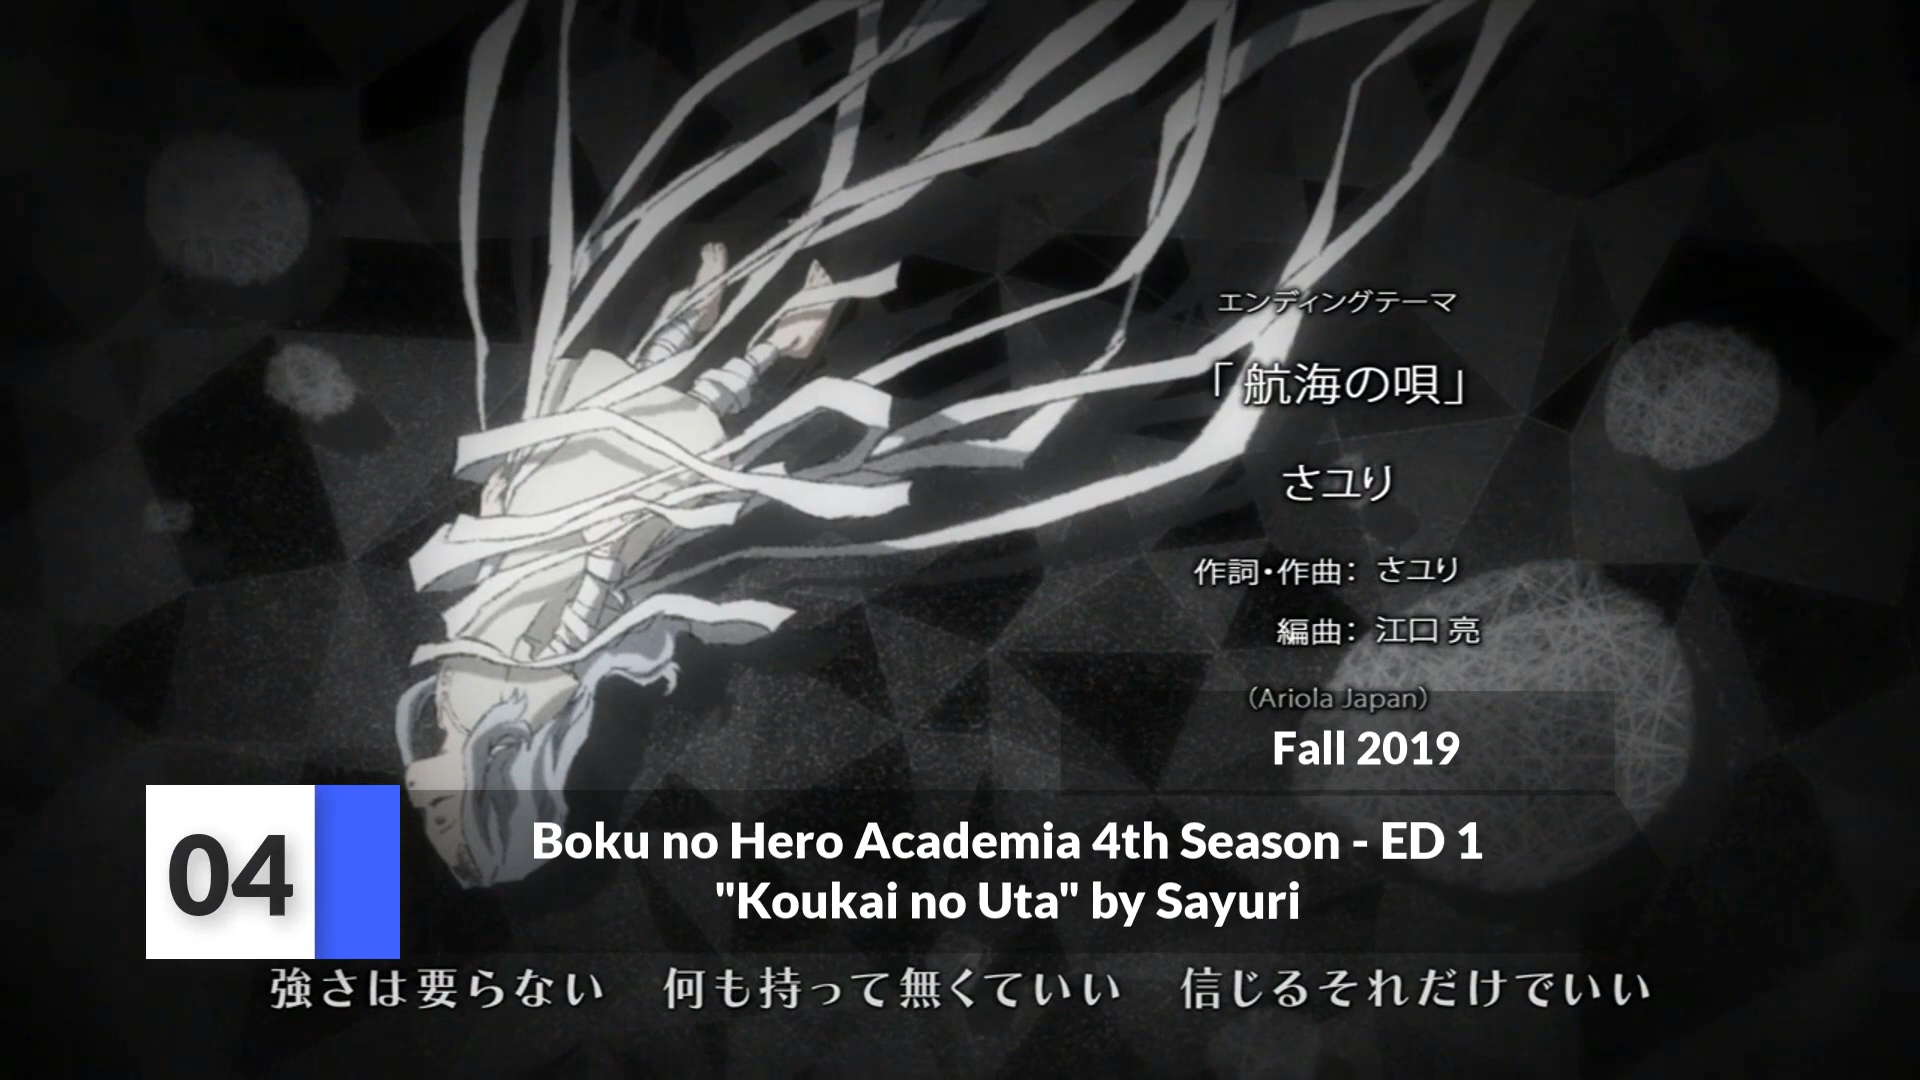 エンディングテーマ
「航海の唄」
さユり
作詞・作曲： さユり
編曲： 江口 亮
（Ariola Japan）
Fall 2019
04
Boku no Hero Academia 4th Season - ED 1
"Koukai no Uta" by Sayuri
強さは要らない　何も持って無くていい　信じるそれだけでいい